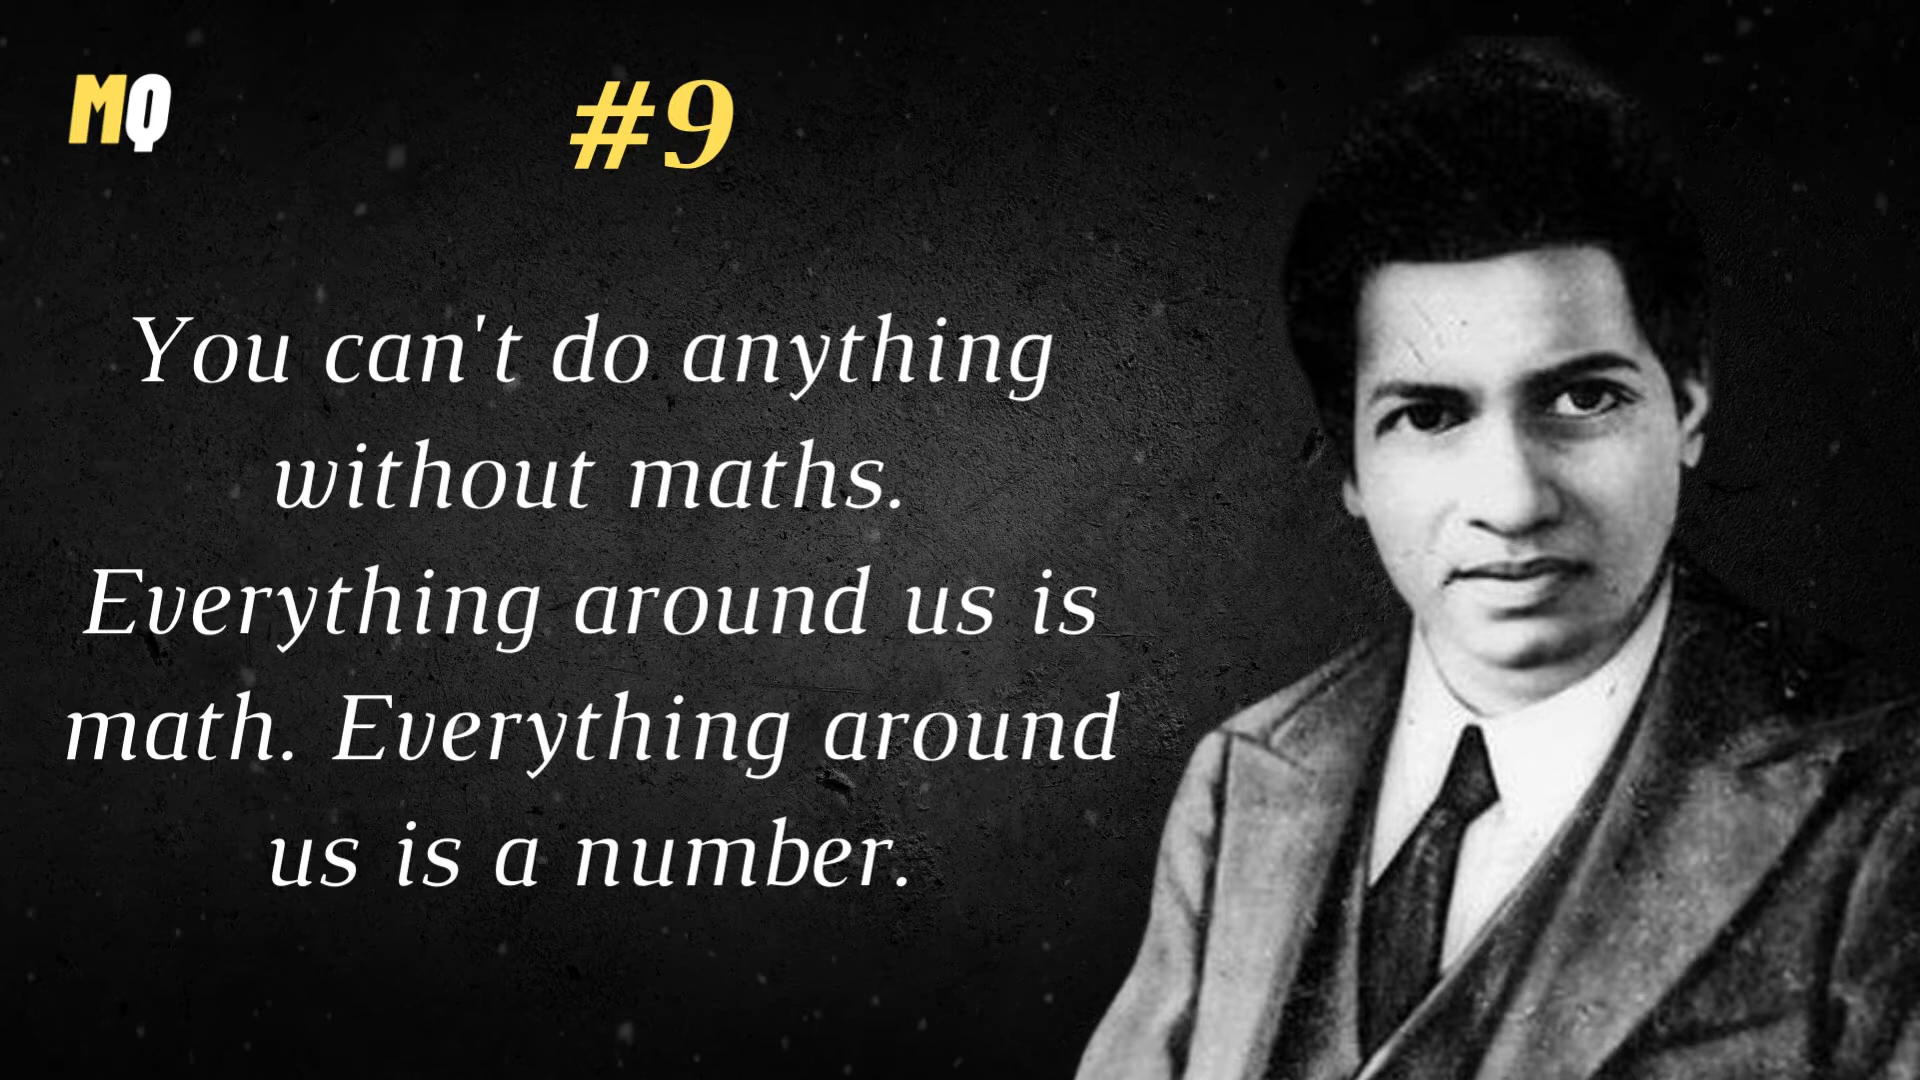 MQ
#9
You can't do anything
without maths.
Everything around us is
math. Everything around
us is a number.